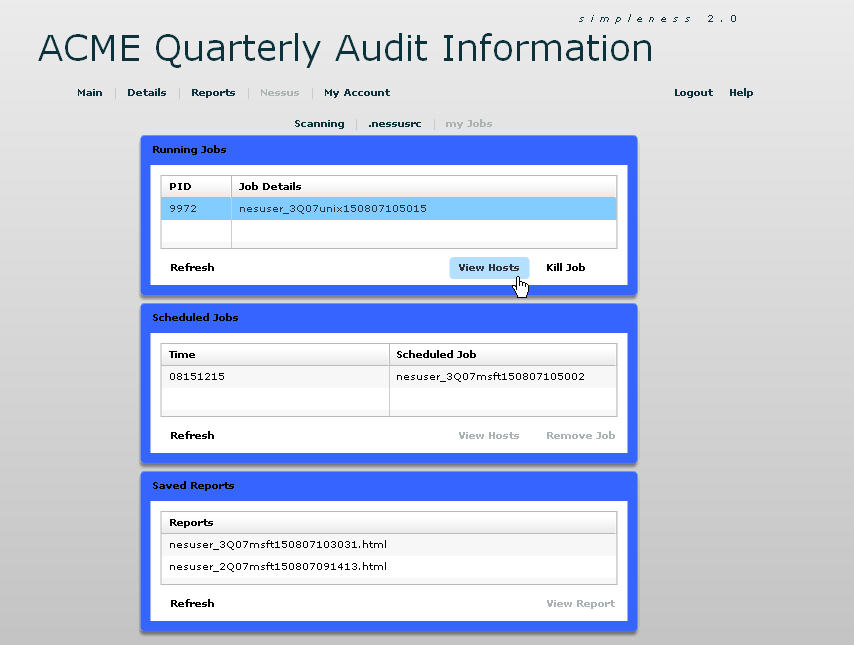 simpleness 2.0
ACME Quarterly Audit Information
Main Details Reports Nessus My Account Logout Help
Scanning .nessusrc my Jobs
Running Jobs
PID Job Details
9972 nesuser_3Q07unix150807105015
Refresh View Hosts Kill Job
Scheduled Jobs
Time Scheduled Job
08151215 nesuser_3Q07msft150807105002
Refresh View Hosts Remove Job
Saved Reports
Reports
nesuser_3Q07msft150807103031.html
nesuser_2Q07msft150807091413.html
Refresh View Report